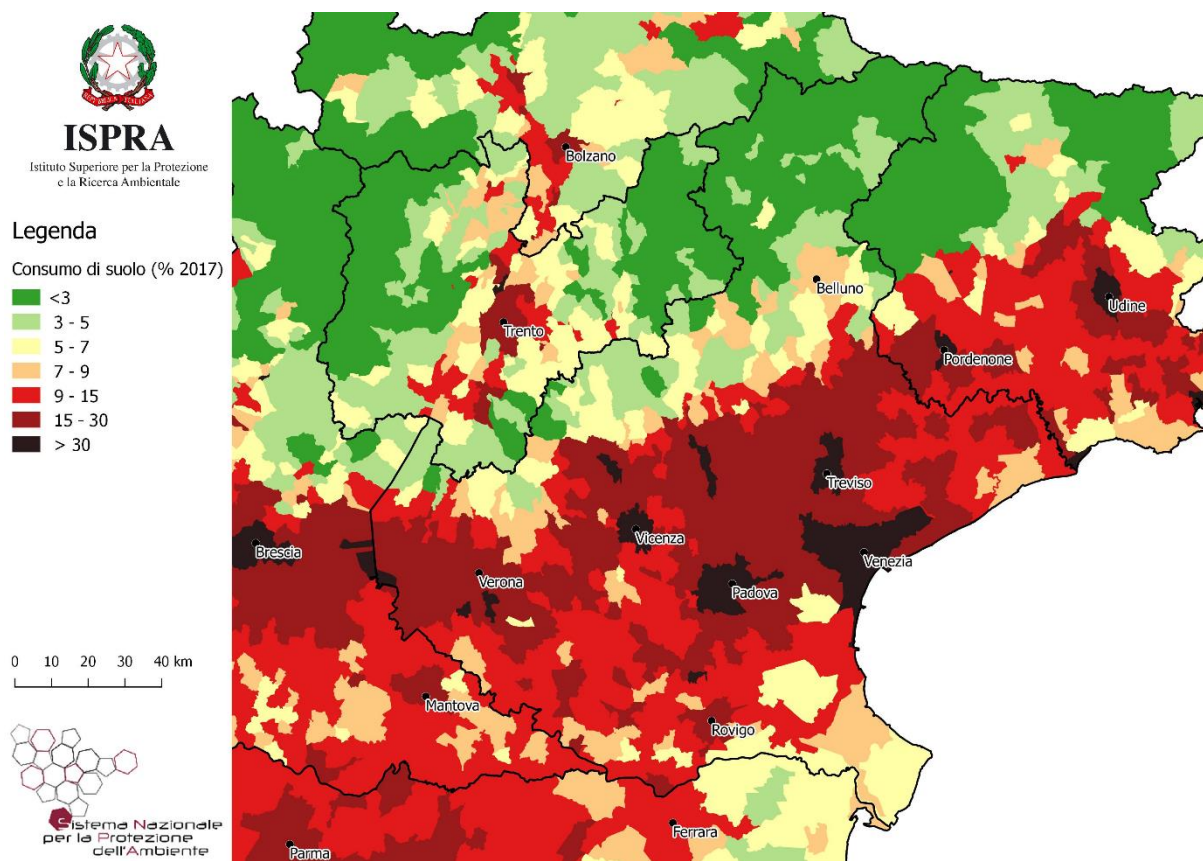 REPVBBLICA ITALIANA
ISPRA
Istituto Superiore per la Protezione
e la Ricerca Ambientale
Legenda
Consumo di suolo (% 2017)
<3
3 - 5
5 - 7
7 - 9
9 - 15
15 - 30
> 30
0 10 20 30 40 km
Sistema Nazionale
per la Protezione
dell'Ambiente
Bolzano
Belluno
Trento
Udine
Pordenone
Treviso
Vicenza
Brescia
Venezia
Verona
Padova
Mantova
Rovigo
Ferrara
Parma